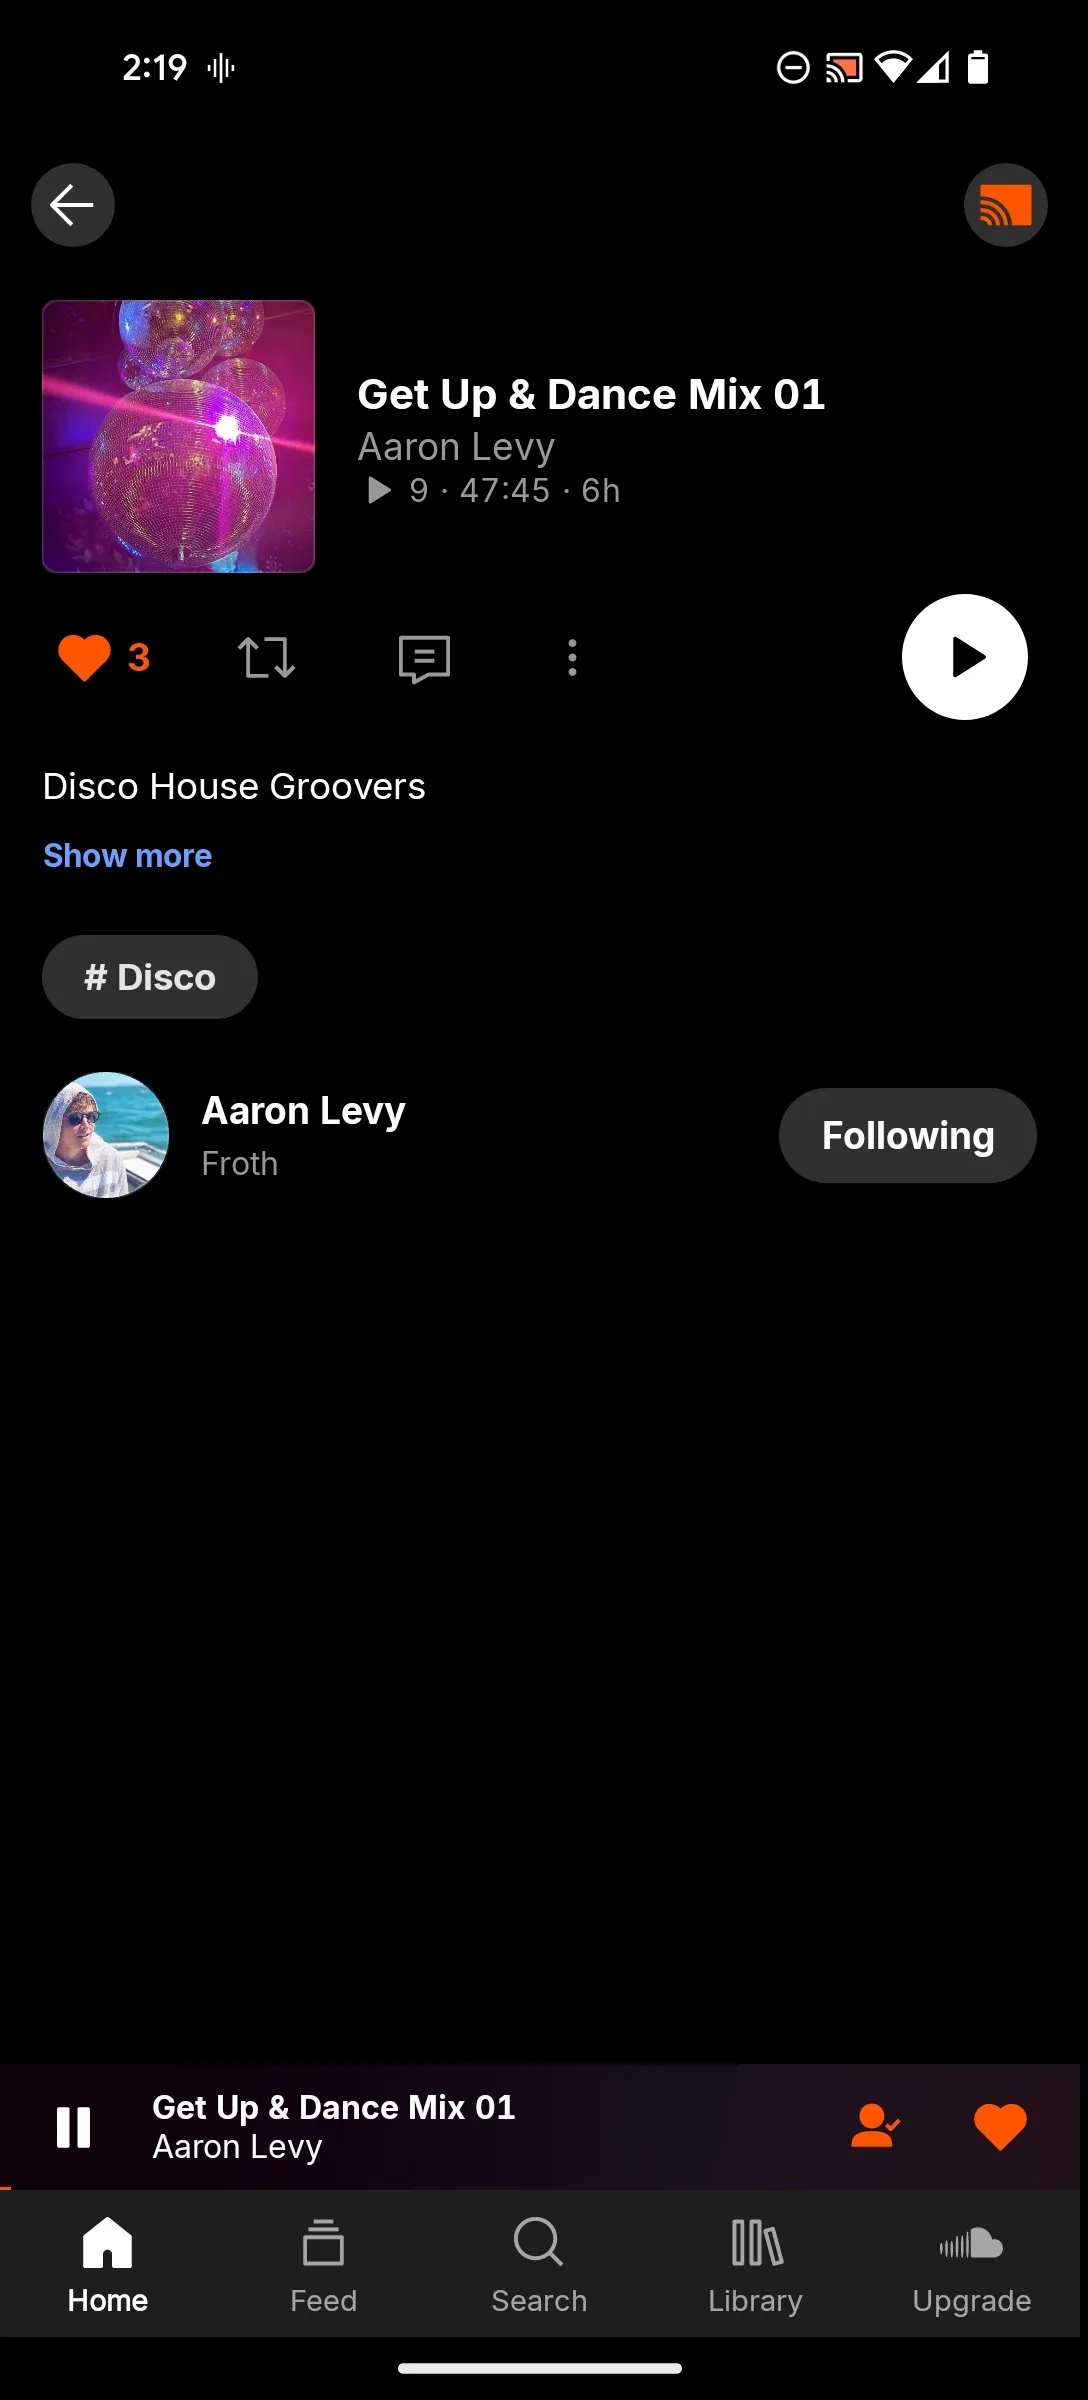 2:19
Get Up & Dance Mix 01
Aaron Levy
9 · 47:45 · 6h
3
Disco House Groovers
Show more
# Disco
Aaron Levy
Froth
Following
Get Up & Dance Mix 01
Aaron Levy
Home
Feed
Search
Library
Upgrade